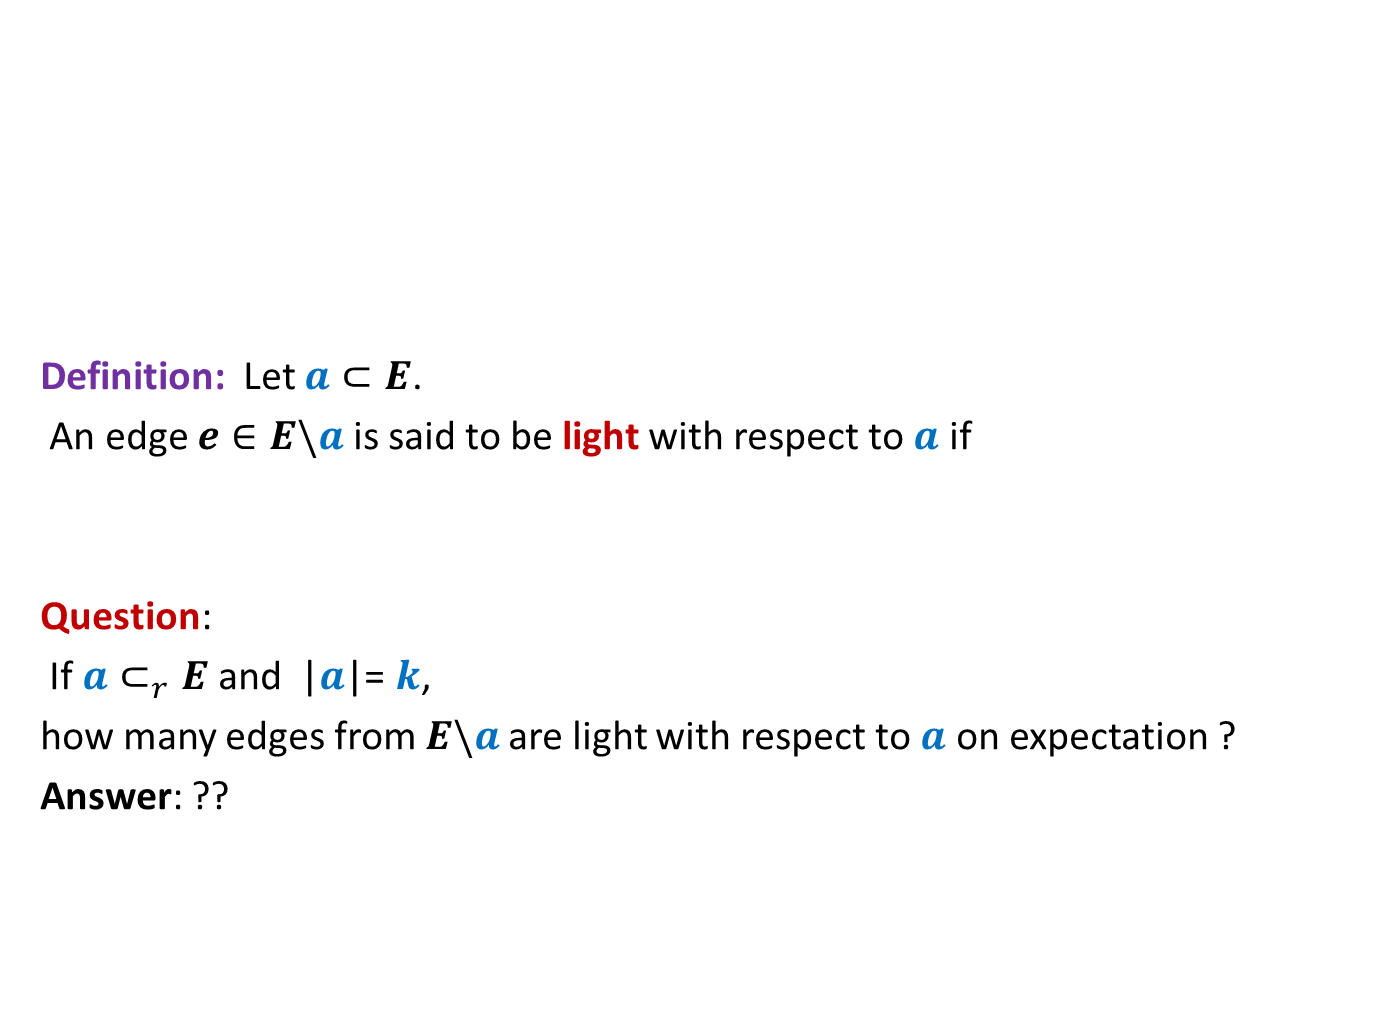 Definition: Let a ⊂ E.
An edge e ∈ E\a is said to be light with respect to a if
Question:
If a ⊂r E and |a|= k,
how many edges from E\a are light with respect to a on expectation ?
Answer: ??